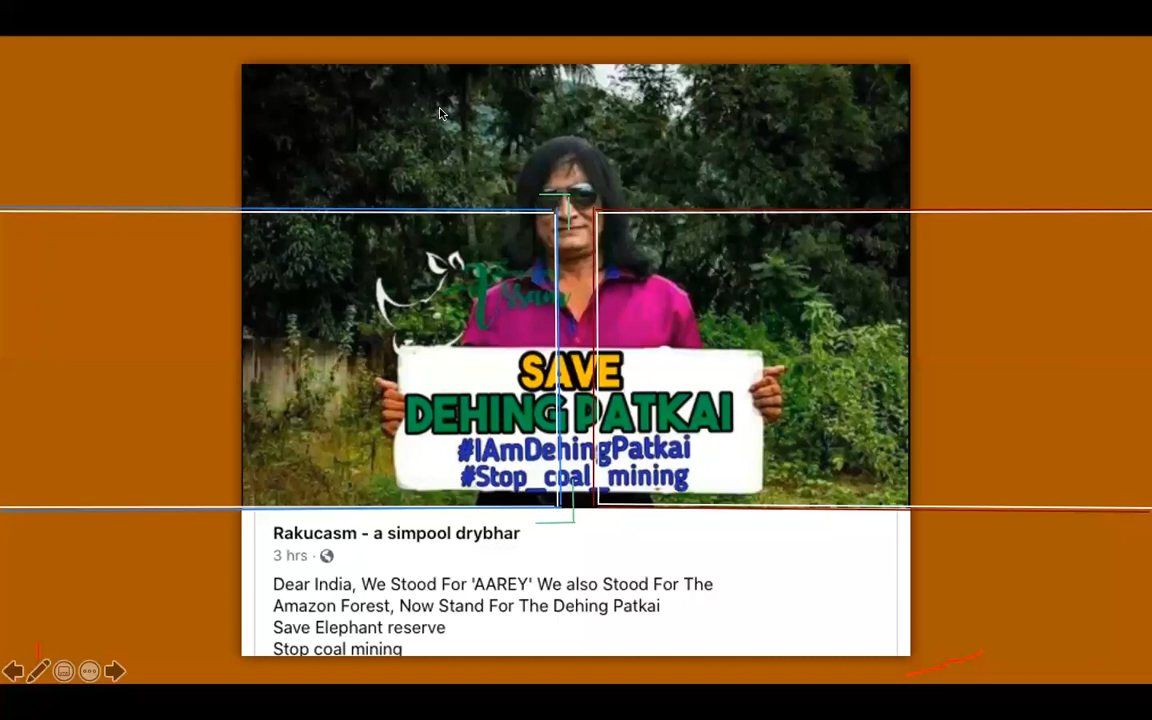 Assam
SAVE
DEHING PATKAI
#IAmDehingPatkai
#Stop_coal_mining
Rakucasm - a simpool drybhar
3 hrs ·
Dear India, We Stood For 'AAREY' We also Stood For The
Amazon Forest, Now Stand For The Dehing Patkai
Save Elephant reserve
Stop coal mining